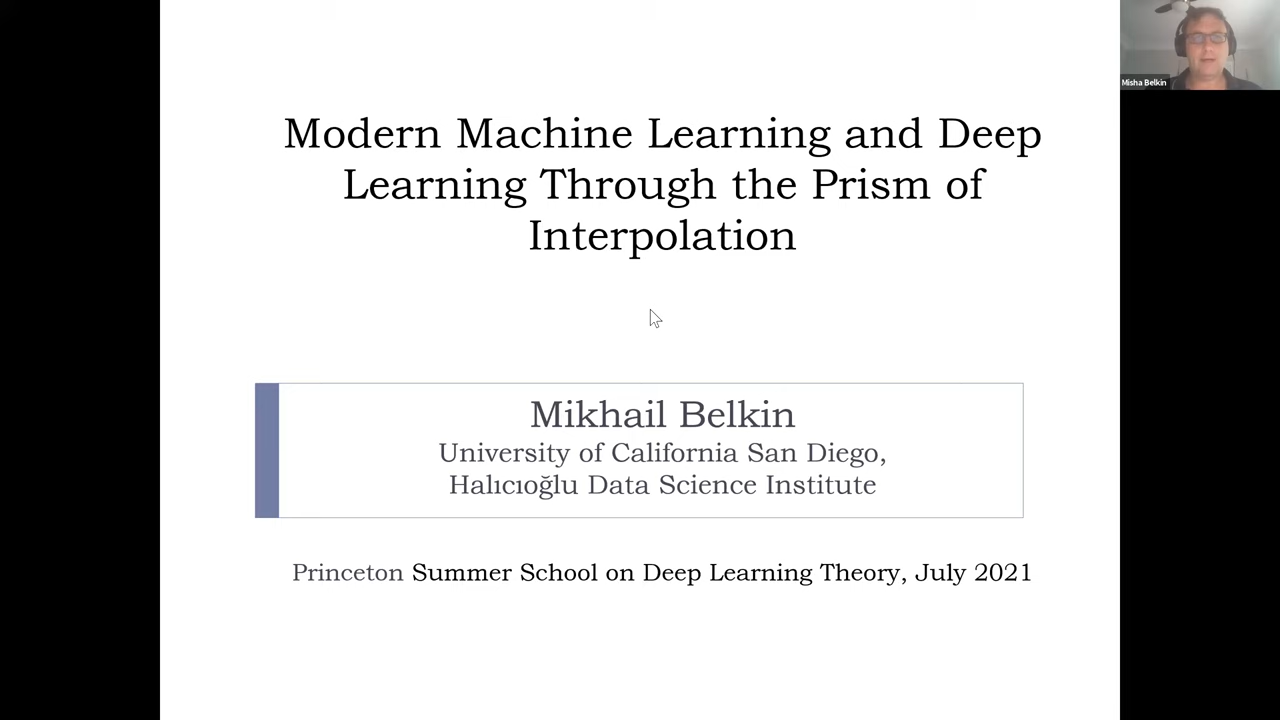 Misha Belkin
Modern Machine Learning and Deep
Learning Through the Prism of
Interpolation
Mikhail Belkin
University of California San Diego,
Halıcıoğlu Data Science Institute
Princeton Summer School on Deep Learning Theory, July 2021